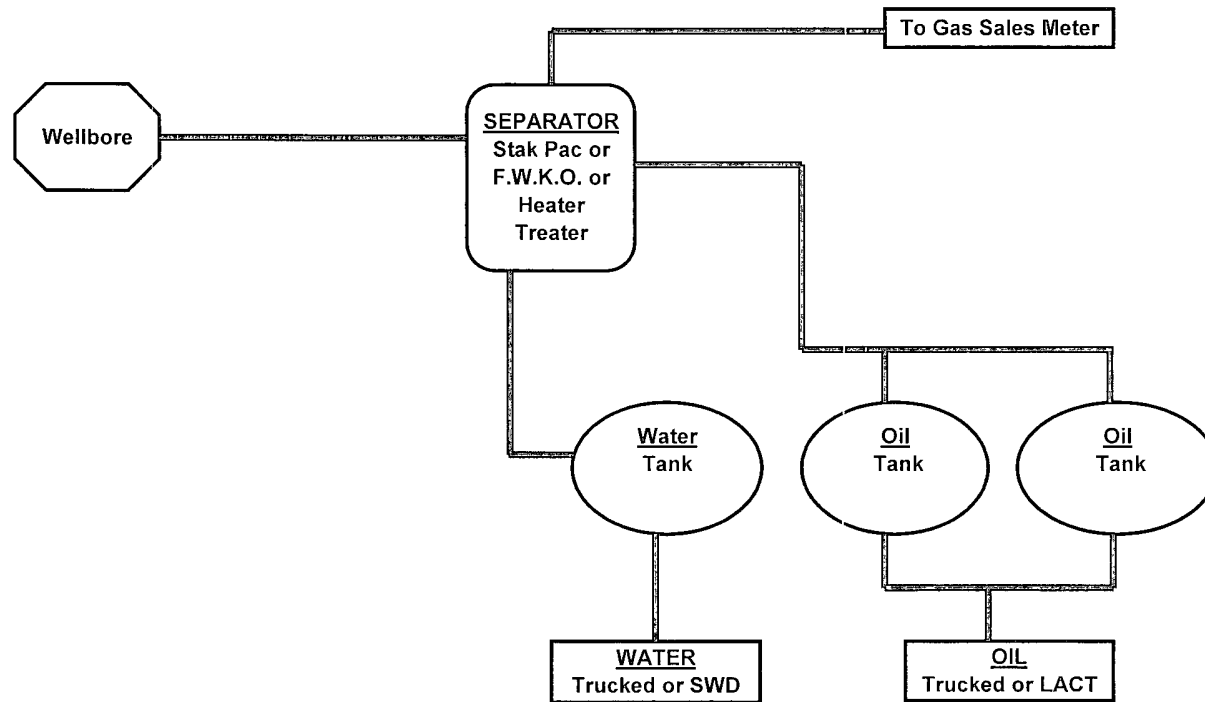 To Gas Sales Meter
Wellbore
SEPARATOR
Stak Pac or
F.W.K.O. or
Heater
Treater
Water
Tank
Oil
Tank
Oil
Tank
WATER
Trucked or SWD
OIL
Trucked or LACT